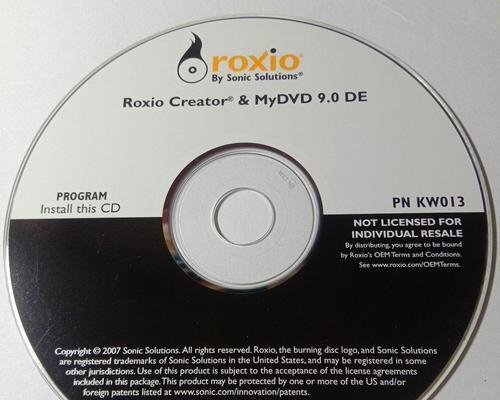 roxio®
By Sonic Solutions®
Roxio Creator® & MyDVD 9.0 DE
PROGRAM
Install this CD
PN KW013
NOT LICENSED FOR
INDIVIDUAL RESALE
By distributing, you agree to be bound
by Roxio's OEM Terms and Conditions.
See www.roxio.com/OEMTerms.
Copyright © 2007 Sonic Solutions. All rights reserved. Roxio, the burning disc logo, and Sonic Solutions
are registered trademarks of Sonic Solutions in the United States, and may be registered in some
other jurisdictions. Use of this product is subject to the acceptance of the license agreements
included in this package. This product may be protected by one or more of the US and/or
foreign patents listed at www.sonic.com/innovation/patents.